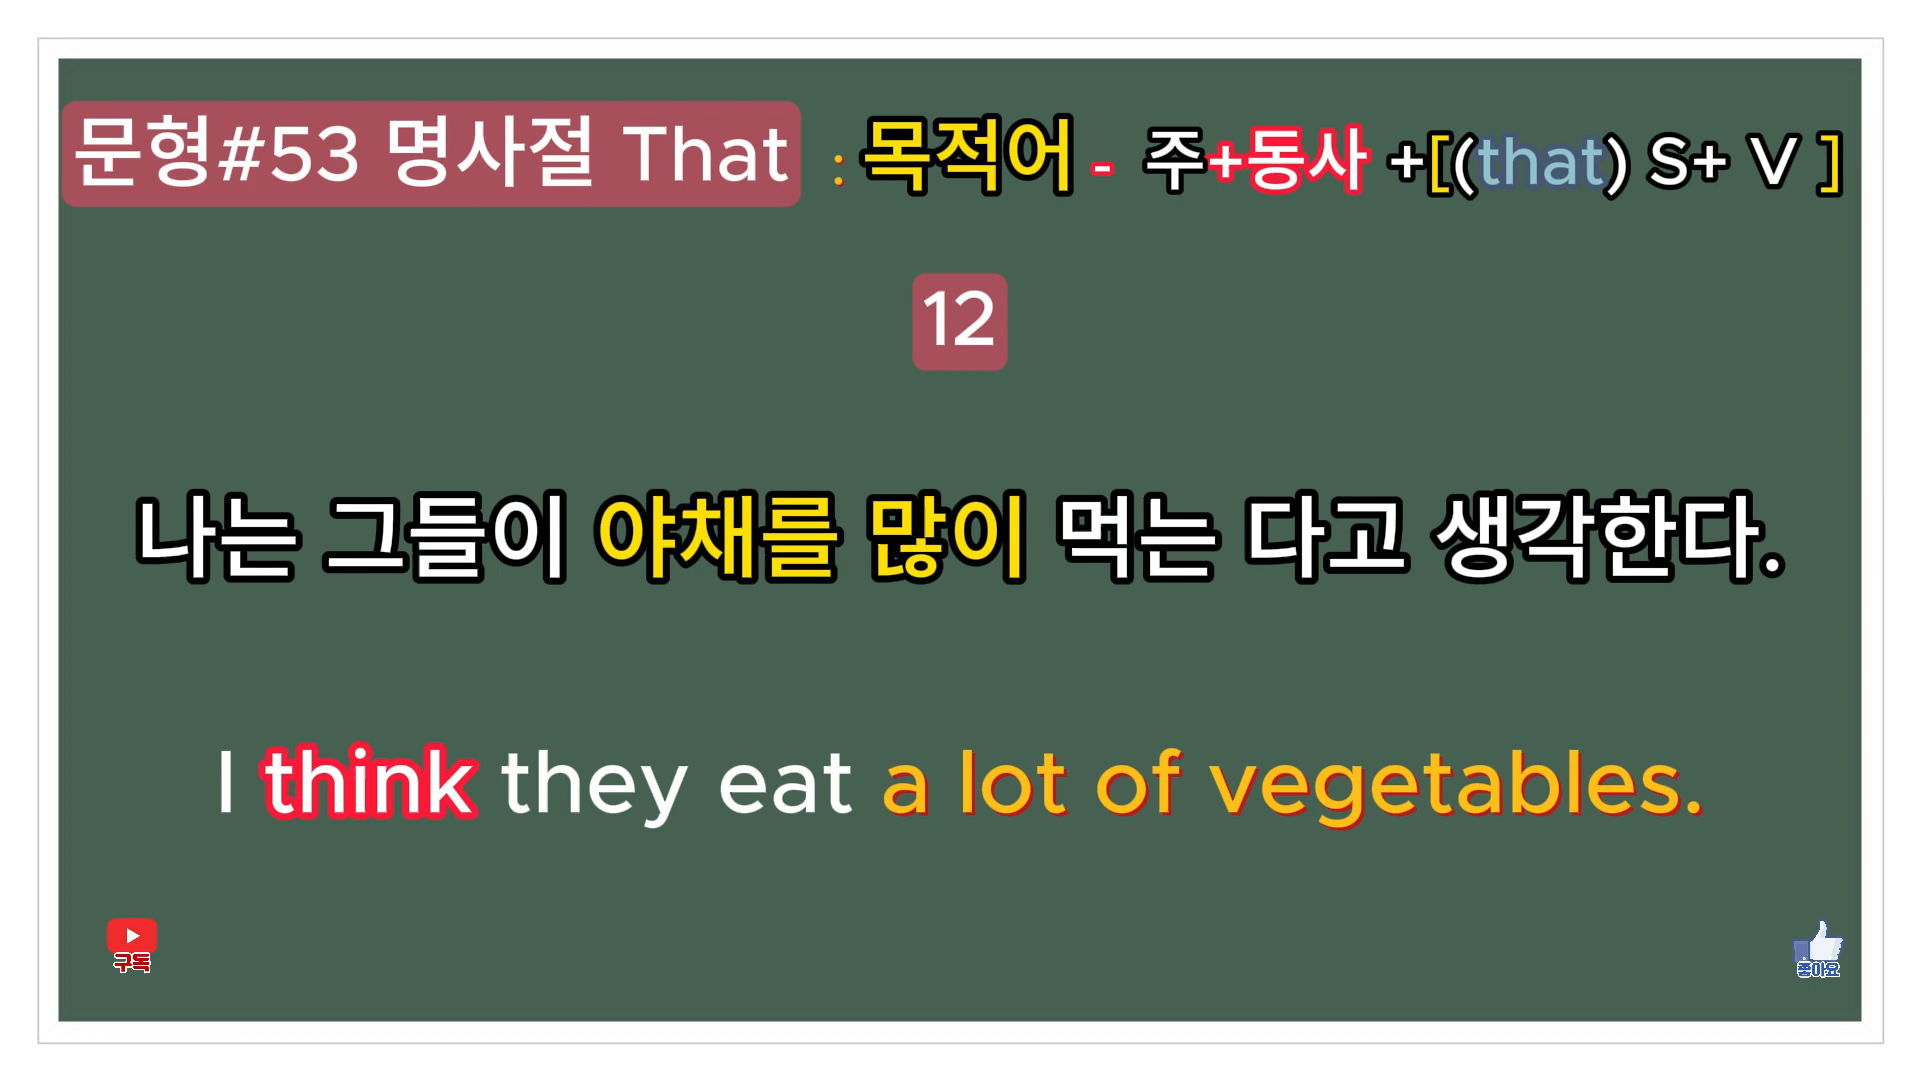 문형#53 명사절 That : 목적어 - 주+동사 +[(that) S+ V ]
12
나는 그들이 야채를 많이 먹는 다고 생각한다.
I think they eat a lot of vegetables.
구독
좋아요